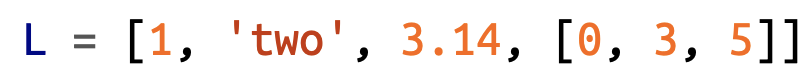 L = [1, 'two', 3.14, [0, 3, 5]]